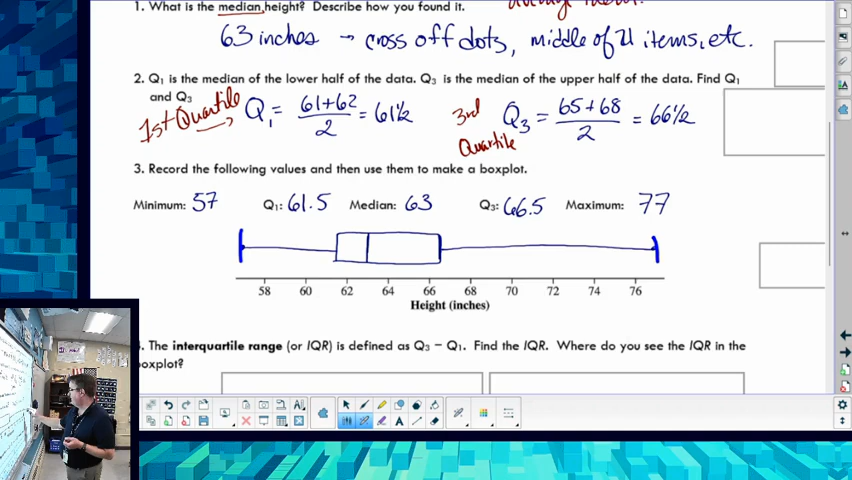 average median
1. What is the median height? Describe how you found it.
63 inches → cross off dots, middle of 21 items, etc.
2. Q1 is the median of the lower half of the data. Q3 is the median of the upper half of the data. Find Q1
and Q3
1st Quartile → Q1 = 61+62 / 2 = 61½ 3rd Quartile Q3 = 65+68 / 2 = 66½
3. Record the following values and then use them to make a boxplot.
Minimum: 57 Q1: 61.5 Median: 63 Q3: 66.5 Maximum: 77
58 60 62 64 66 68 70 72 74 76
Height (inches)
. The interquartile range (or IQR) is defined as Q3 − Q1. Find the IQR. Where do you see the IQR in the
boxplot?